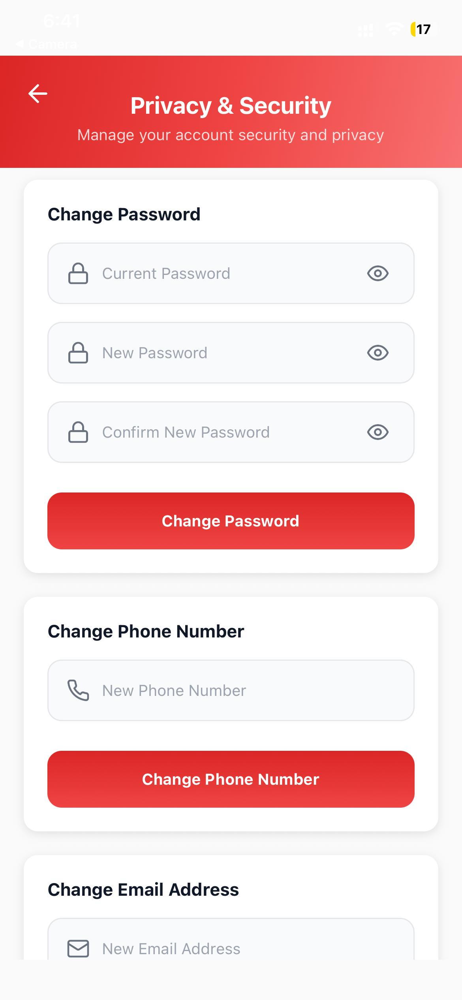 6:41
17
◀ Camera
Privacy & Security
Manage your account security and privacy
Change Password
Current Password
New Password
Confirm New Password
Change Password
Change Phone Number
New Phone Number
Change Phone Number
Change Email Address
New Email Address